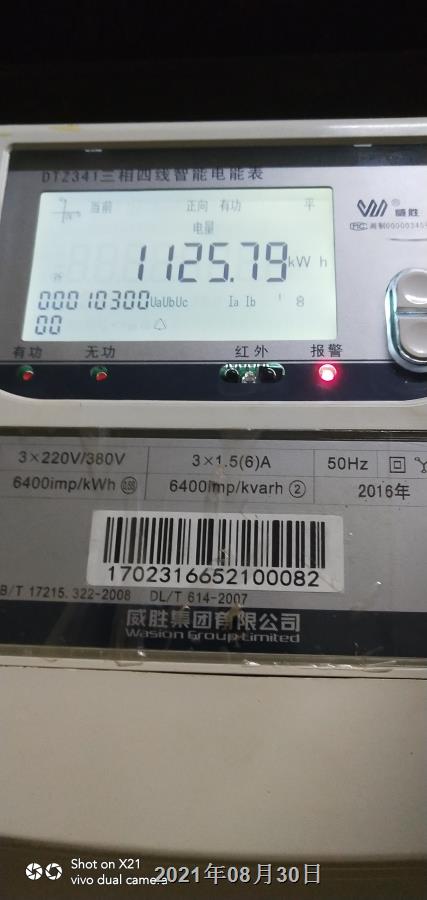 DTZ341三相四线智能电能表
当前 正向 有功 平
电量
威胜
1125.79 kWh
00010300 UaUbUc Ia Ib
00
有功 无功 红外 报警
3×220V/380V 3×1.5(6)A 50Hz
6400imp/kWh 6400imp/kvarh ② 2016年
1702316652100082
B/T 17215.322-2008 DL/T 614-2007
威胜集团有限公司
Wasion Group Limited
Shot on X21
vivo dual camera
2021年08月30日